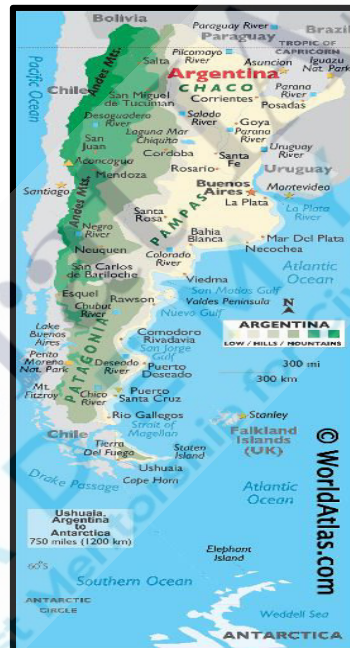 Bolivia
Paraguay River
Paraguay
Brazil
Pilcomayo
River
TROPIC OF
CAPRICORN
Pacific Ocean
Andes Mts.
Salta
Asuncion
Iguazu
Nat. Park
Argentina
CHACO
Chile
San Miguel
de Tucuman
Corrientes
Parana
River
Posadas
Desoguadero
River
Salado
River
Goya
Parana
River
Laguna Mar
Chiquita
San
Juan
Uruguay
River
Aconcagua
Cordoba
Santa
Fe
Mendoza
Rosario
Uruguay
Santiago
Andes Mts.
Buenos
Aires
Montevideo
La Plata
La Plata
River
Santa
Rosa
PAMPAS
Negro
River
Bahia
Blanca
Mar Del Plata
Neuquen
Colorado
River
Necochea
San Carlos
de Bariloche
Atlantic
Ocean
Viedma
San Matias Gulf
Esquel
Rawson
Valdes Peninsula
Chubut
River
Nuevo Gulf
N
PATAGONIA
ARGENTINA
LOW / HILLS / MOUNTAINS
Lake
Buenos
Aires
Comodoro
Rivadavia
San Jorge
Gulf
300 mi
300 km
Perito
Moreno
Nat. Park
Deseado
River
Puerto
Deseado
Mt.
Fitzroy
Chico
River
Puerto
Santa Cruz
Rio Gallegos
Stanley
Chile
Strait of
Magellan
Falkland
Islands
(UK)
Tierra
Del Fuego
Staten
Island
Ushuaia
Cape Horn
Drake Passage
Atlantic
Ocean
© WorldAtlas.com
Ushuaia,
Argentina
to
Antarctica
750 miles (1200 km)
Elephant
Island
60°S
Southern Ocean
ANTARCTIC
CIRCLE
Weddell Sea
ANTARCTICA